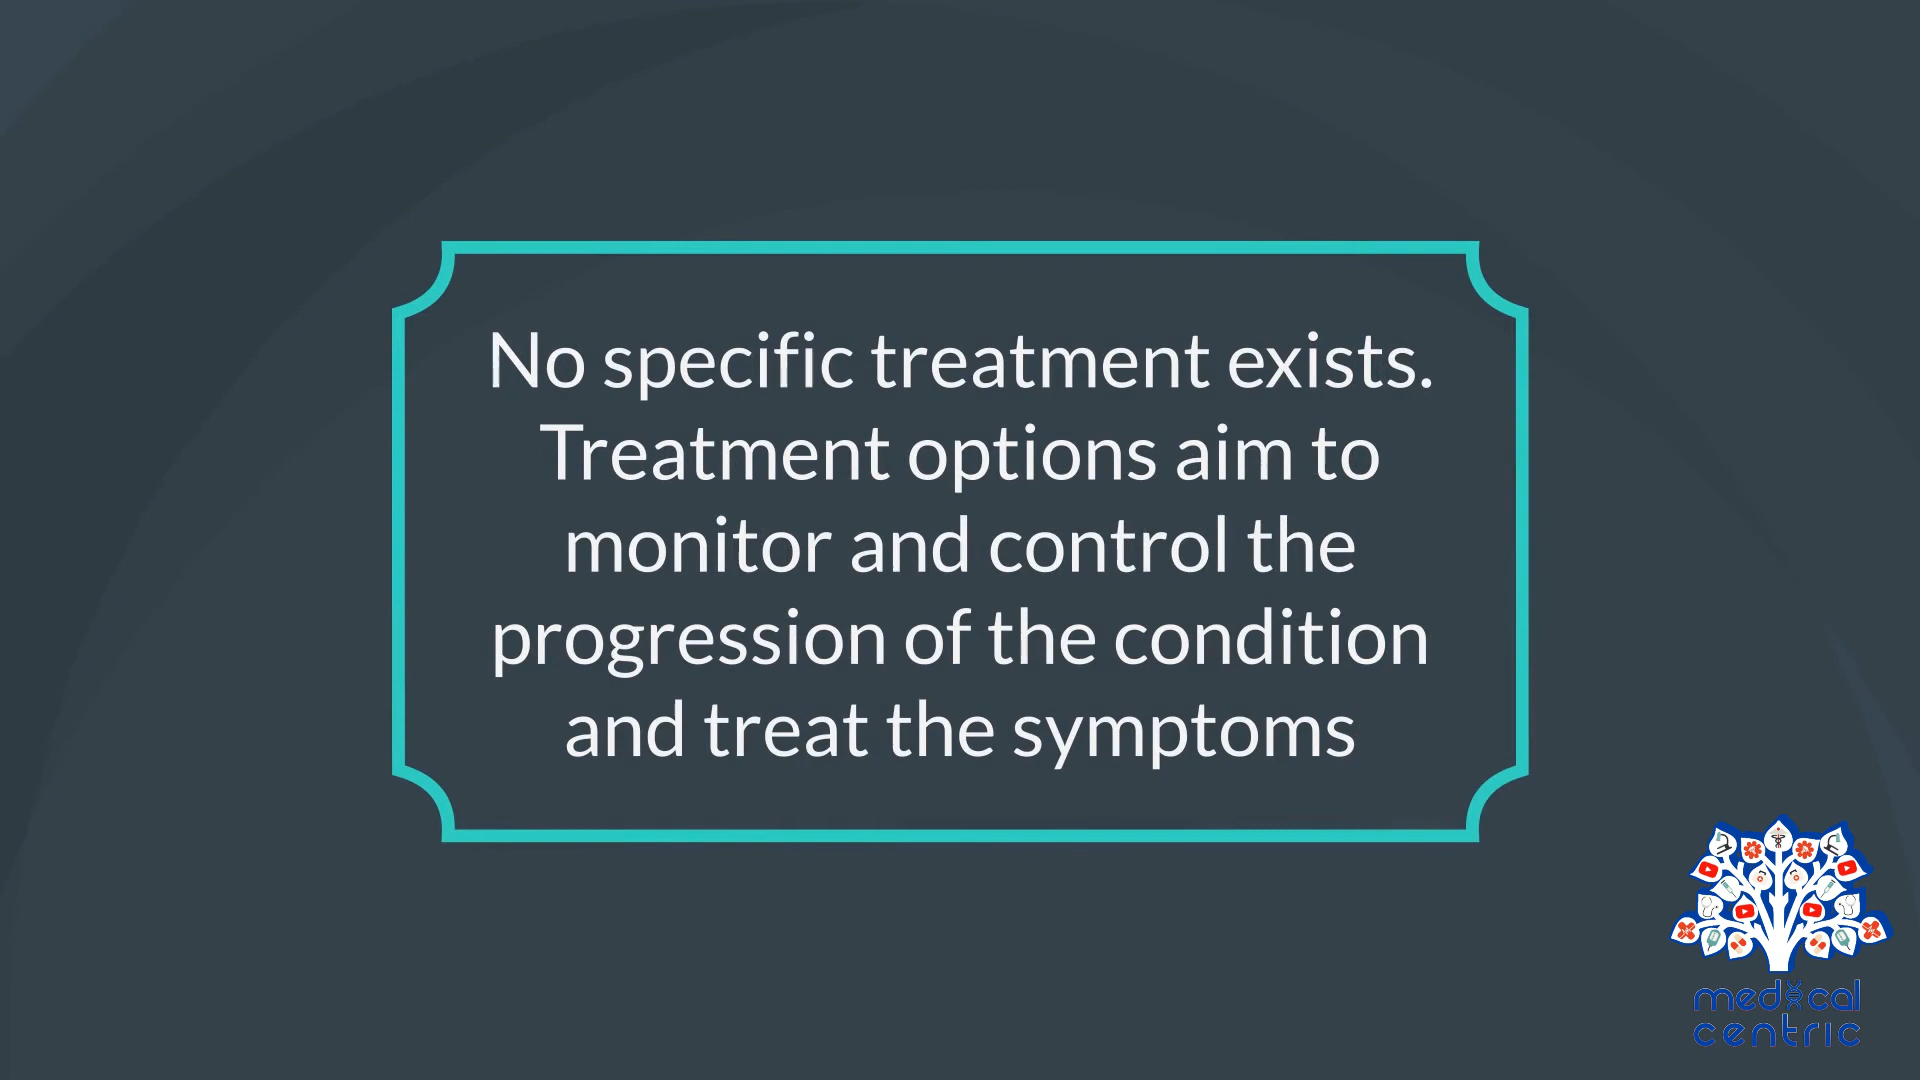 No specific treatment exists.
Treatment options aim to
monitor and control the
progression of the condition
and treat the symptoms
medical
centric